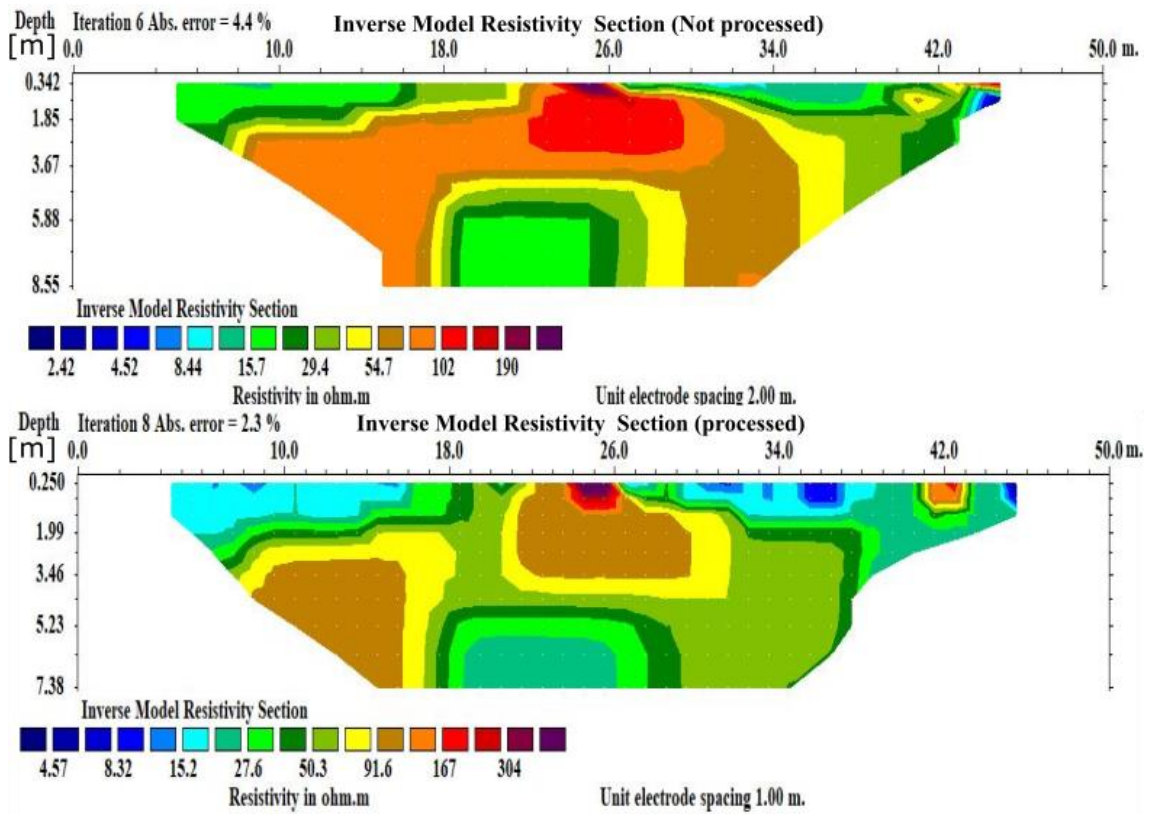 Depth Iteration 6 Abs. error = 4.4 % Inverse Model Resistivity Section (Not processed)
[m] 0.0 10.0 18.0 26.0 34.0 42.0 50.0 m.
0.342
1.85
3.67
5.88
8.55
Inverse Model Resistivity Section
2.42 4.52 8.44 15.7 29.4 54.7 102 190
Resistivity in ohm.m Unit electrode spacing 2.00 m.
Depth Iteration 8 Abs. error = 2.3 % Inverse Model Resistivity Section (processed)
[m] 0.0 10.0 18.0 26.0 34.0 42.0 50.0 m.
0.250
1.99
3.46
5.23
7.38
Inverse Model Resistivity Section
4.57 8.32 15.2 27.6 50.3 91.6 167 304
Resistivity in ohm.m Unit electrode spacing 1.00 m.